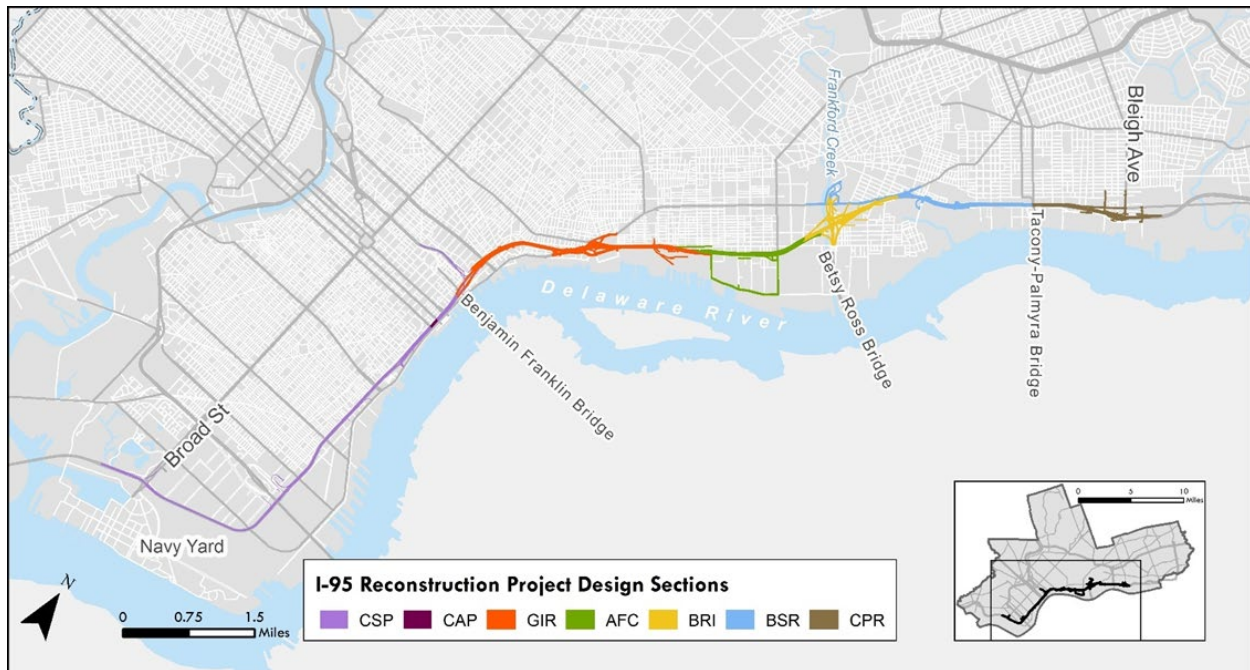 Frankford Creek
Bleigh Ave
Tacony-Palmyra Bridge
Betsy Ross Bridge
Delaware River
Benjamin Franklin Bridge
Broad St
Navy Yard
N
0 0.75 1.5
Miles
I-95 Reconstruction Project Design Sections
CSP CAP GIR AFC BRI BSR CPR
0 5 10
Miles